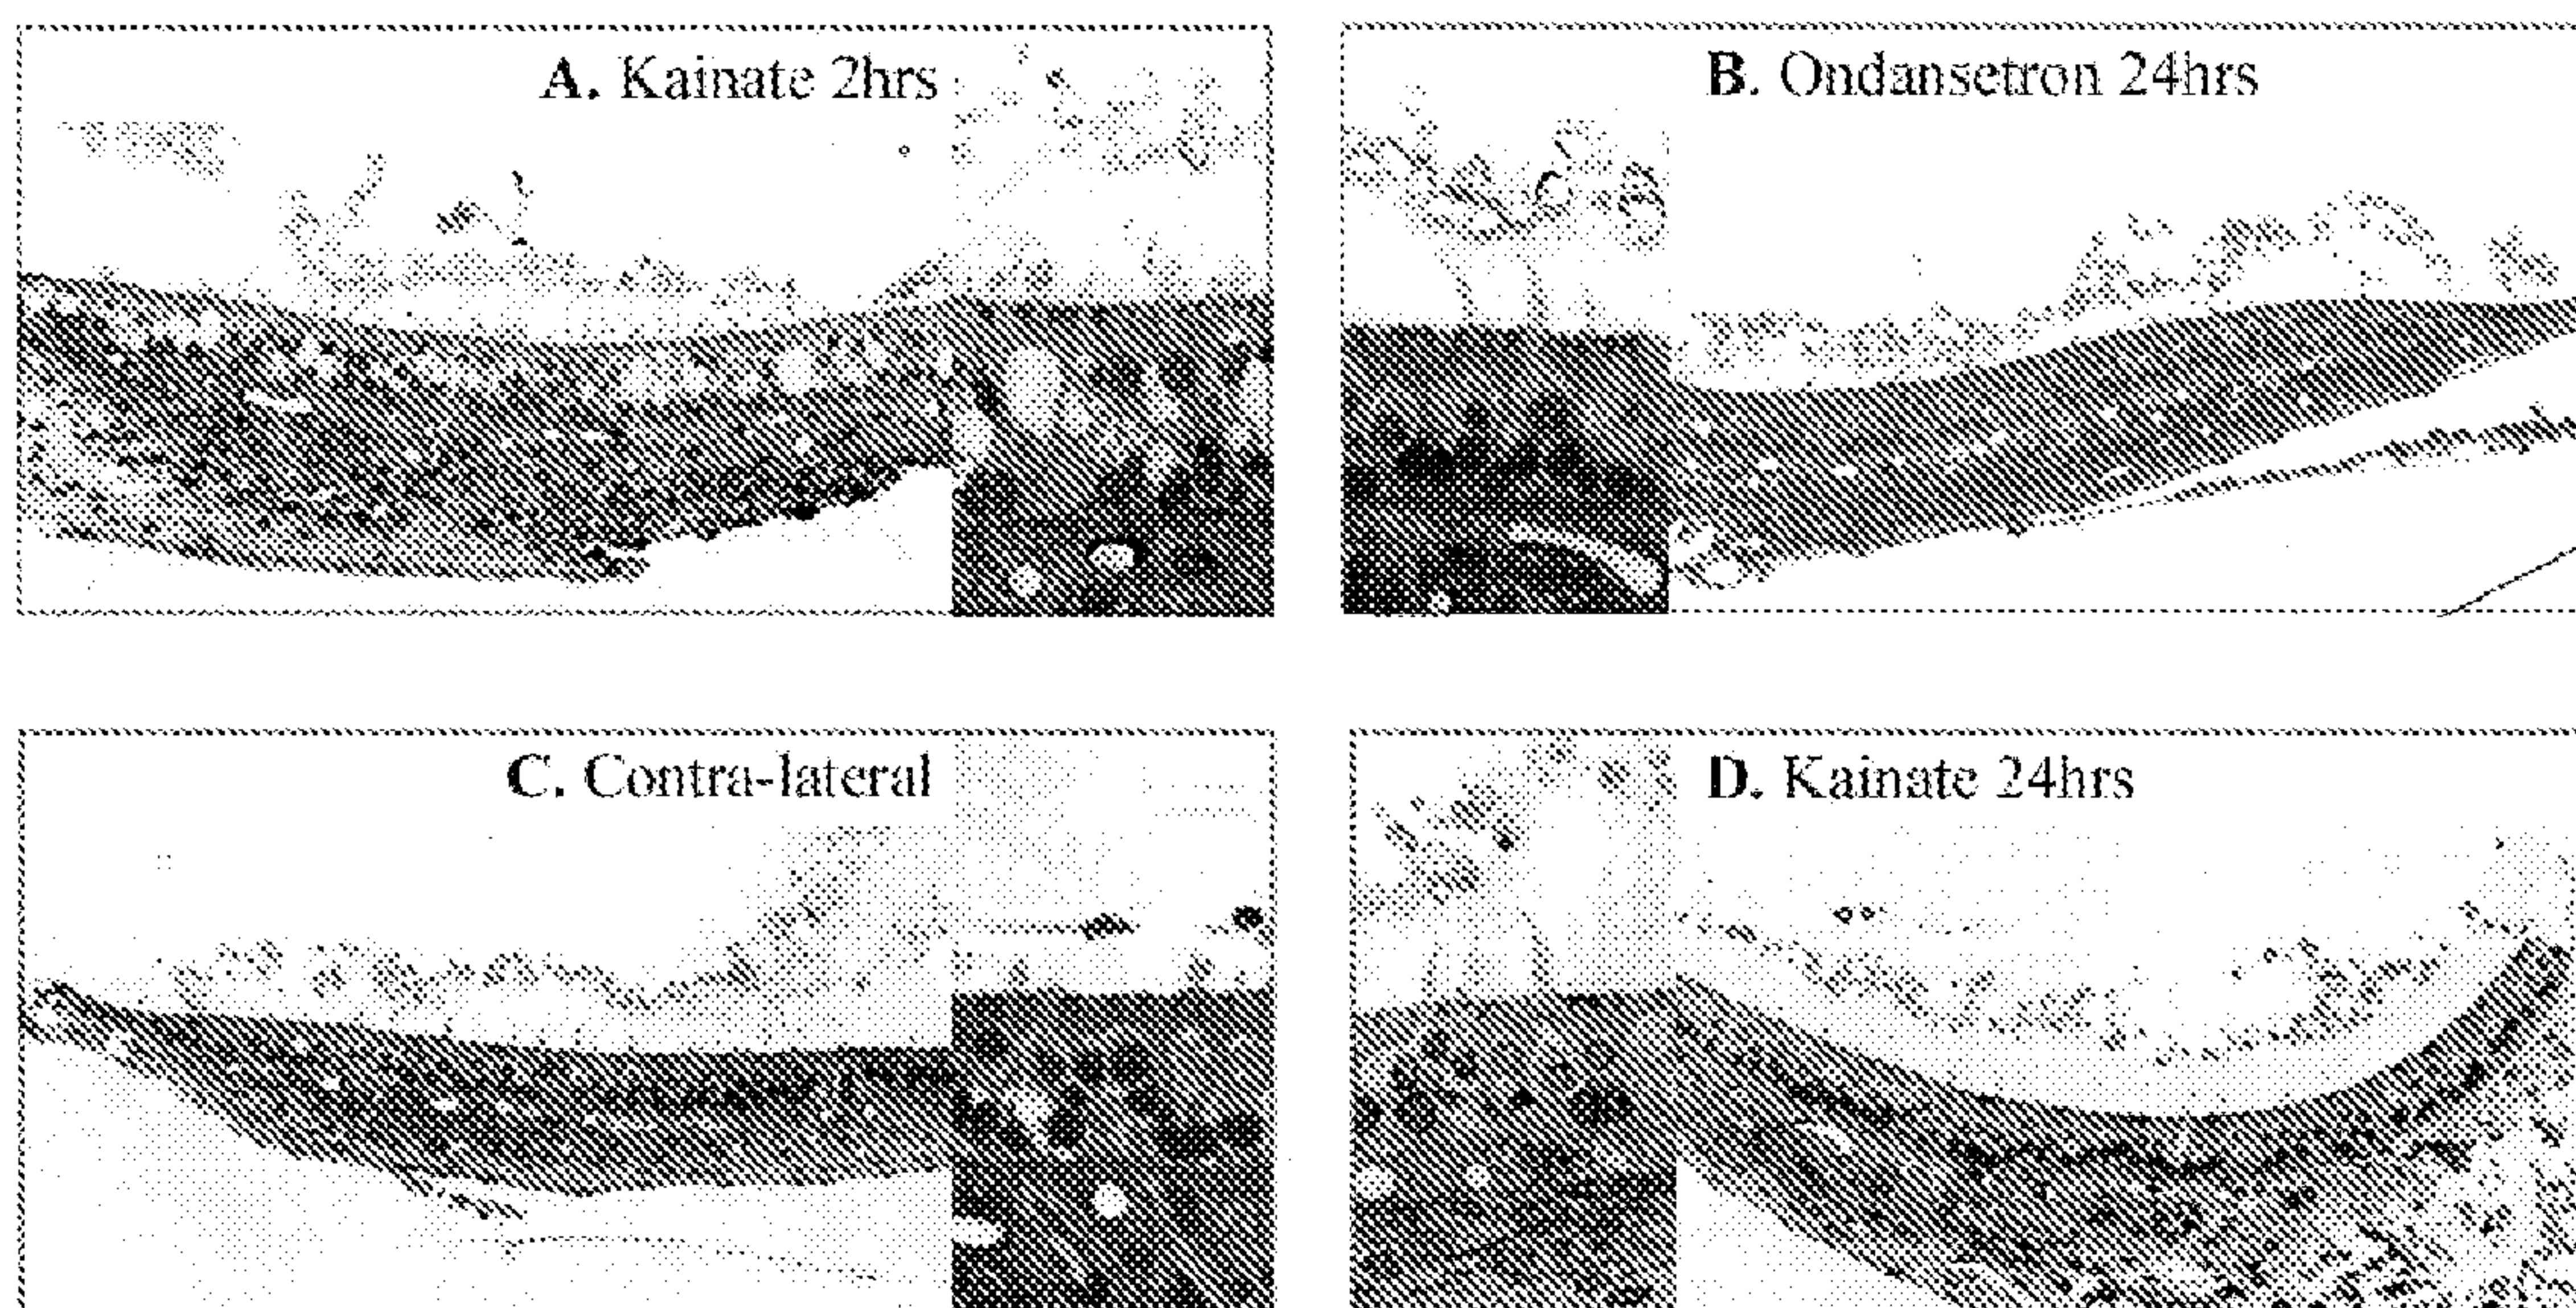 A. Kainate 2hrs
B. Ondansetron 24hrs
C. Contra-lateral
D. Kainate 24hrs